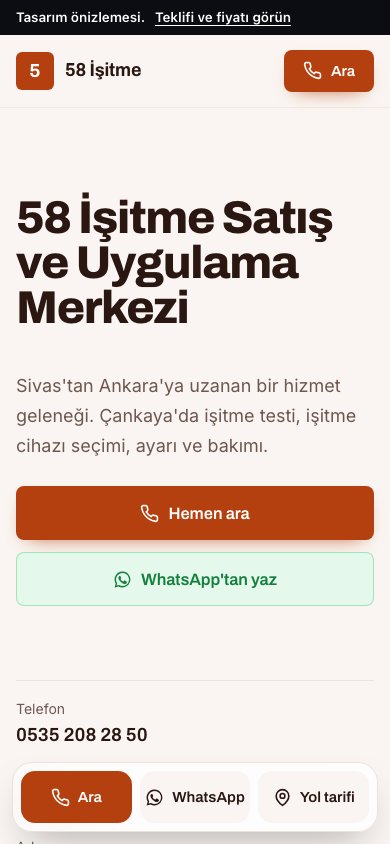 Tasarım önizlemesi. Teklifi ve fiyatı görün
5 58 İşitme Ara
58 İşitme Satış
ve Uygulama
Merkezi
Sivas'tan Ankara'ya uzanan bir hizmet
geleneği. Çankaya'da işitme testi, işitme
cihazı seçimi, ayarı ve bakımı.
Hemen ara
WhatsApp'tan yaz
Telefon
0535 208 28 50
Ara WhatsApp Yol tarifi